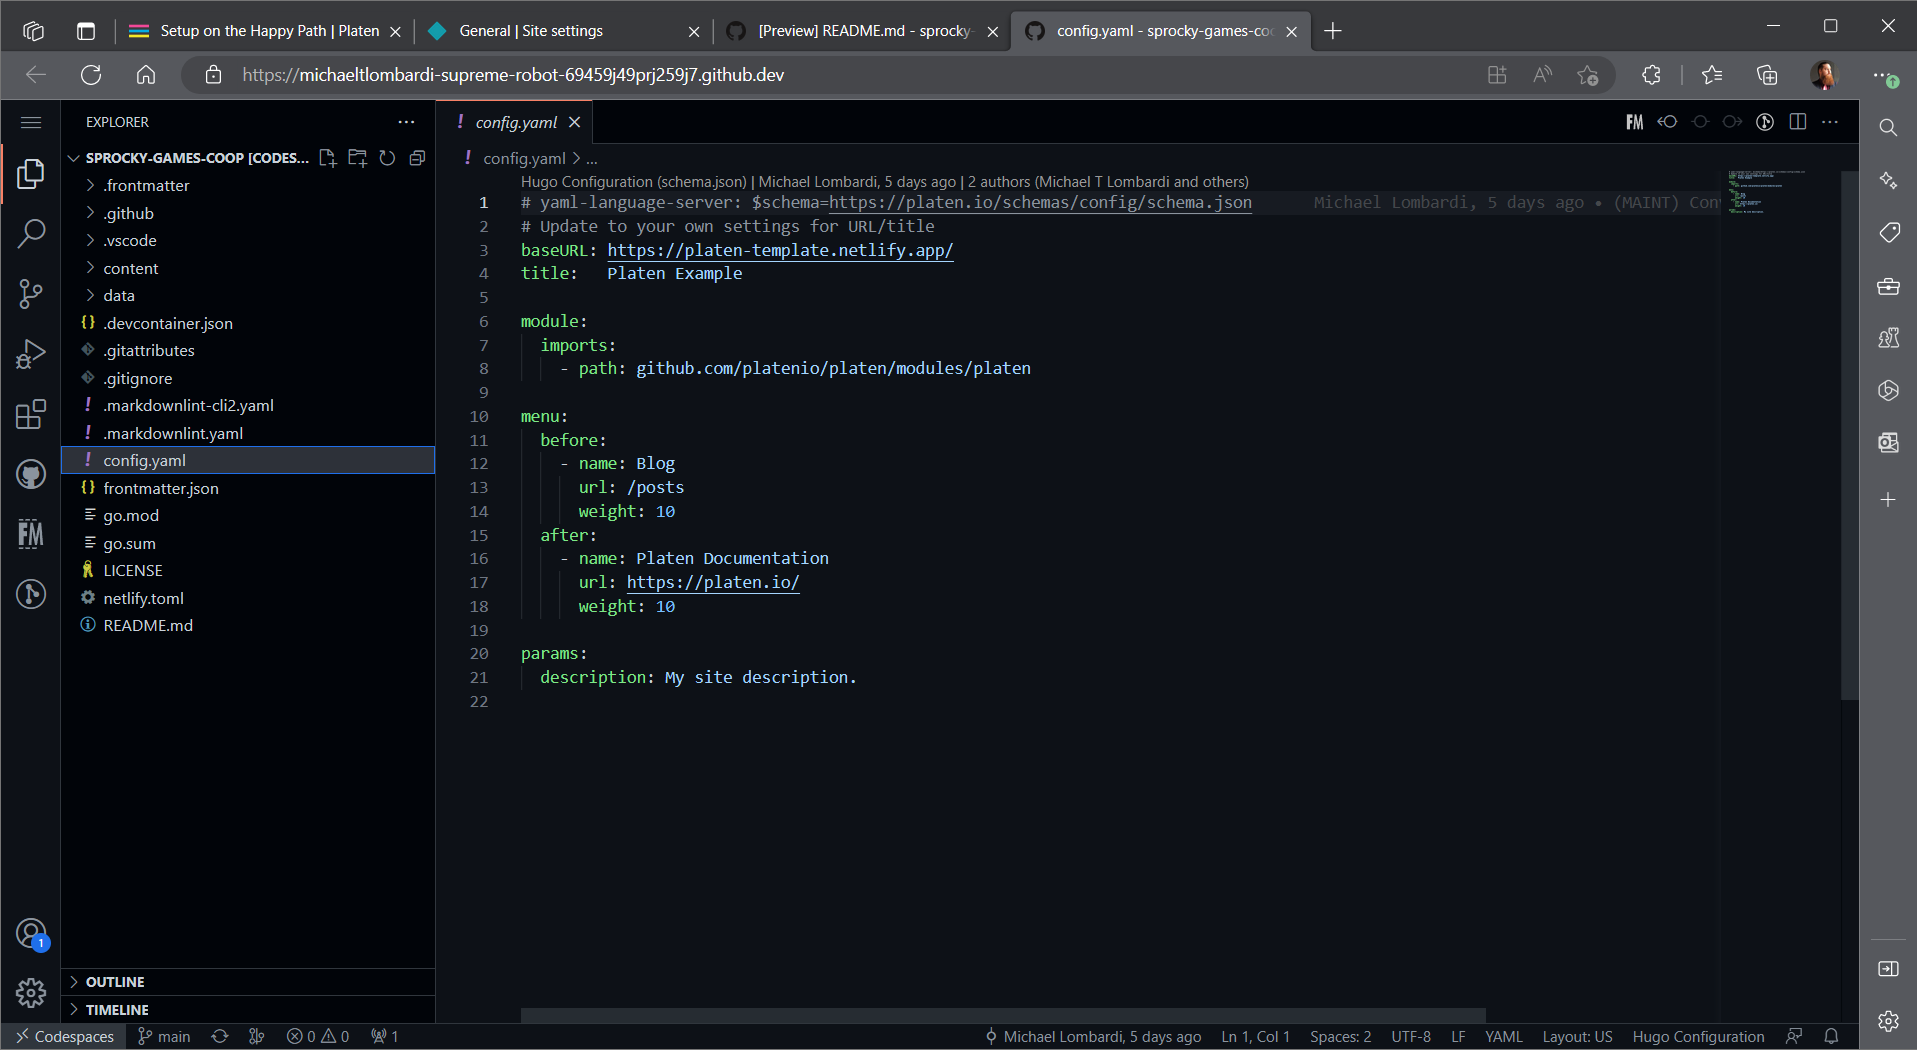 Setup on the Happy Path | Platen
General | Site settings
[Preview] README.md - sprocky-
config.yaml - sprocky-games-co
https://michaeltlombardi-supreme-robot-69459j49prj259j7.github.dev
EXPLORER
SPROCKY-GAMES-COOP [CODES...
.frontmatter
.github
.vscode
content
data
.devcontainer.json
.gitattributes
.gitignore
.markdownlint-cli2.yaml
.markdownlint.yaml
config.yaml
frontmatter.json
go.mod
go.sum
LICENSE
netlify.toml
README.md
OUTLINE
TIMELINE
FM
1
config.yaml
FM
config.yaml > ...
Hugo Configuration (schema.json) | Michael Lombardi, 5 days ago | 2 authors (Michael T Lombardi and others)
1 # yaml-language-server: $schema=https://platen.io/schemas/config/schema.json Michael Lombardi, 5 days ago • (MAINT) Con
2 # Update to your own settings for URL/title
3 baseURL: https://platen-template.netlify.app/
4 title:   Platen Example
5
6 module:
7   imports:
8     - path: github.com/platenio/platen/modules/platen
9
10 menu:
11   before:
12     - name: Blog
13       url: /posts
14       weight: 10
15   after:
16     - name: Platen Documentation
17       url: https://platen.io/
18       weight: 10
19
20 params:
21   description: My site description.
22
Codespaces main 0 0 1 Michael Lombardi, 5 days ago Ln 1, Col 1 Spaces: 2 UTF-8 LF YAML Layout: US Hugo Configuration